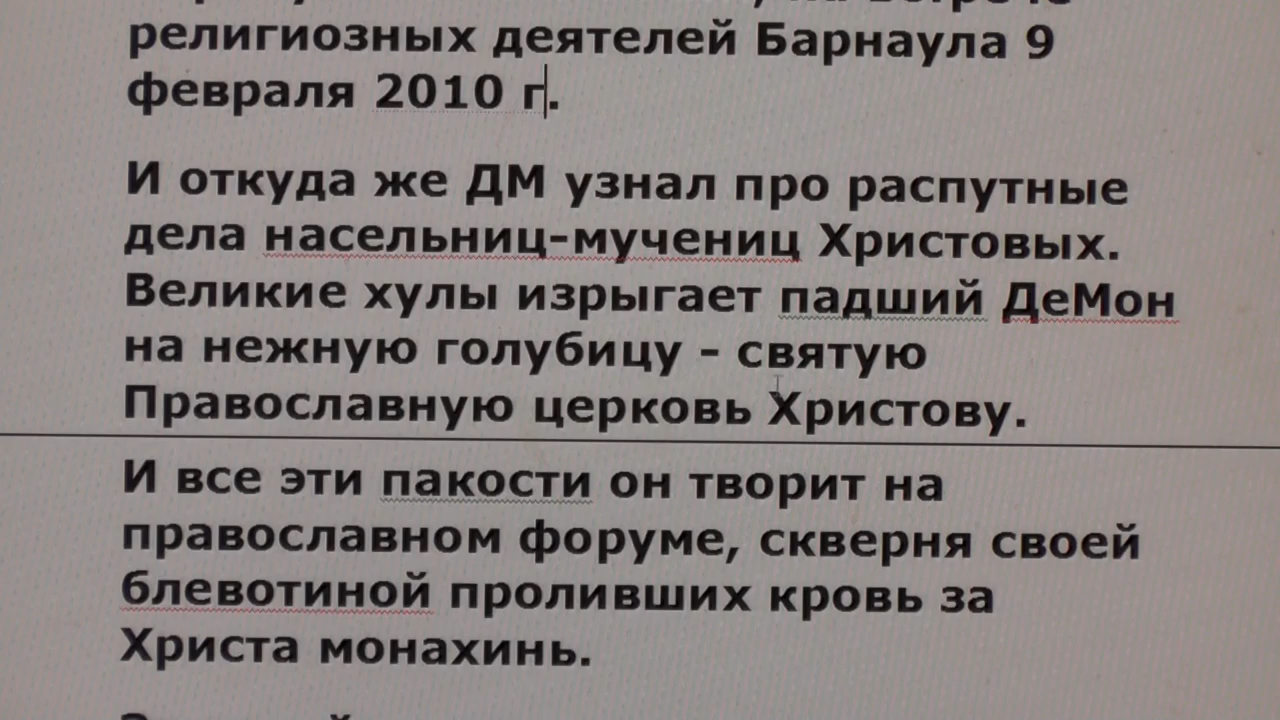 религиозных деятелей Барнаула 9
февраля 2010 г.
И откуда же ДМ узнал про распутные
дела насельниц-мучениц Христовых.
Великие хулы изрыгает падший ДеМон
на нежную голубицу - святую
Православную церковь Христову.
И все эти пакости он творит на
православном форуме, скверня своей
блевотиной проливших кровь за
Христа монахинь.